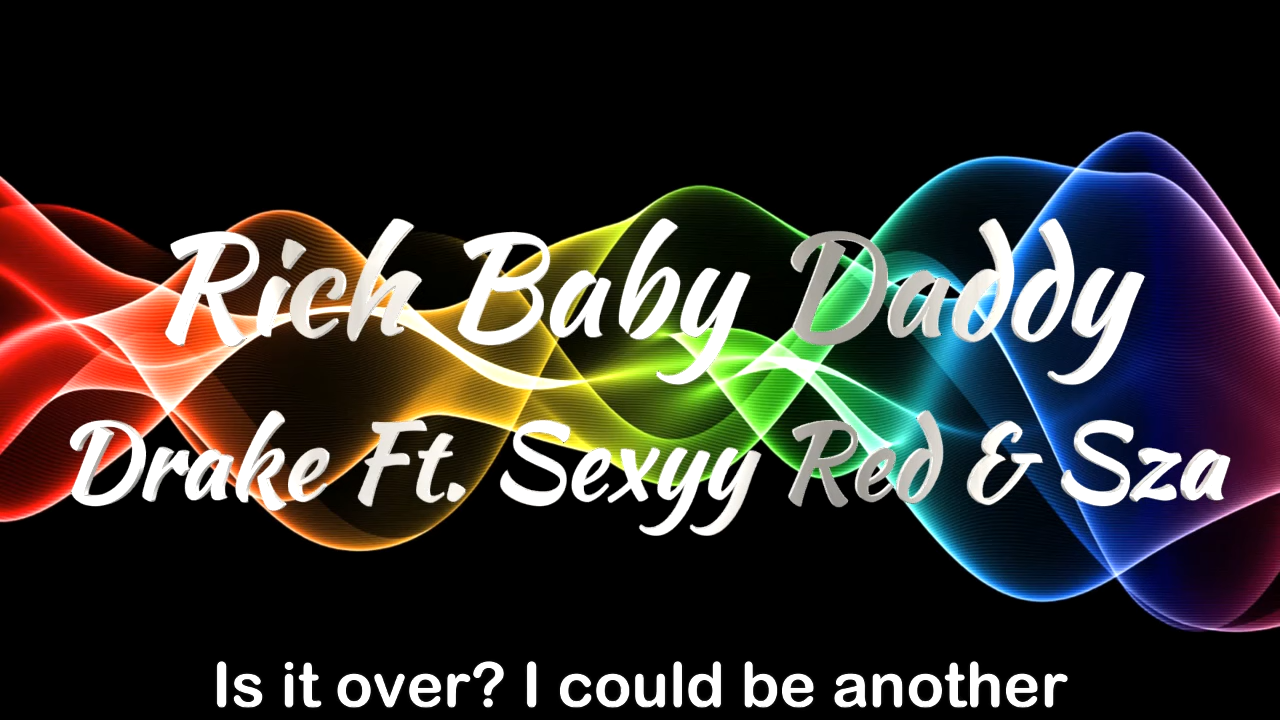 Rich Baby Daddy
Drake Ft. Sexyy Red & Sza
Is it over? I could be another